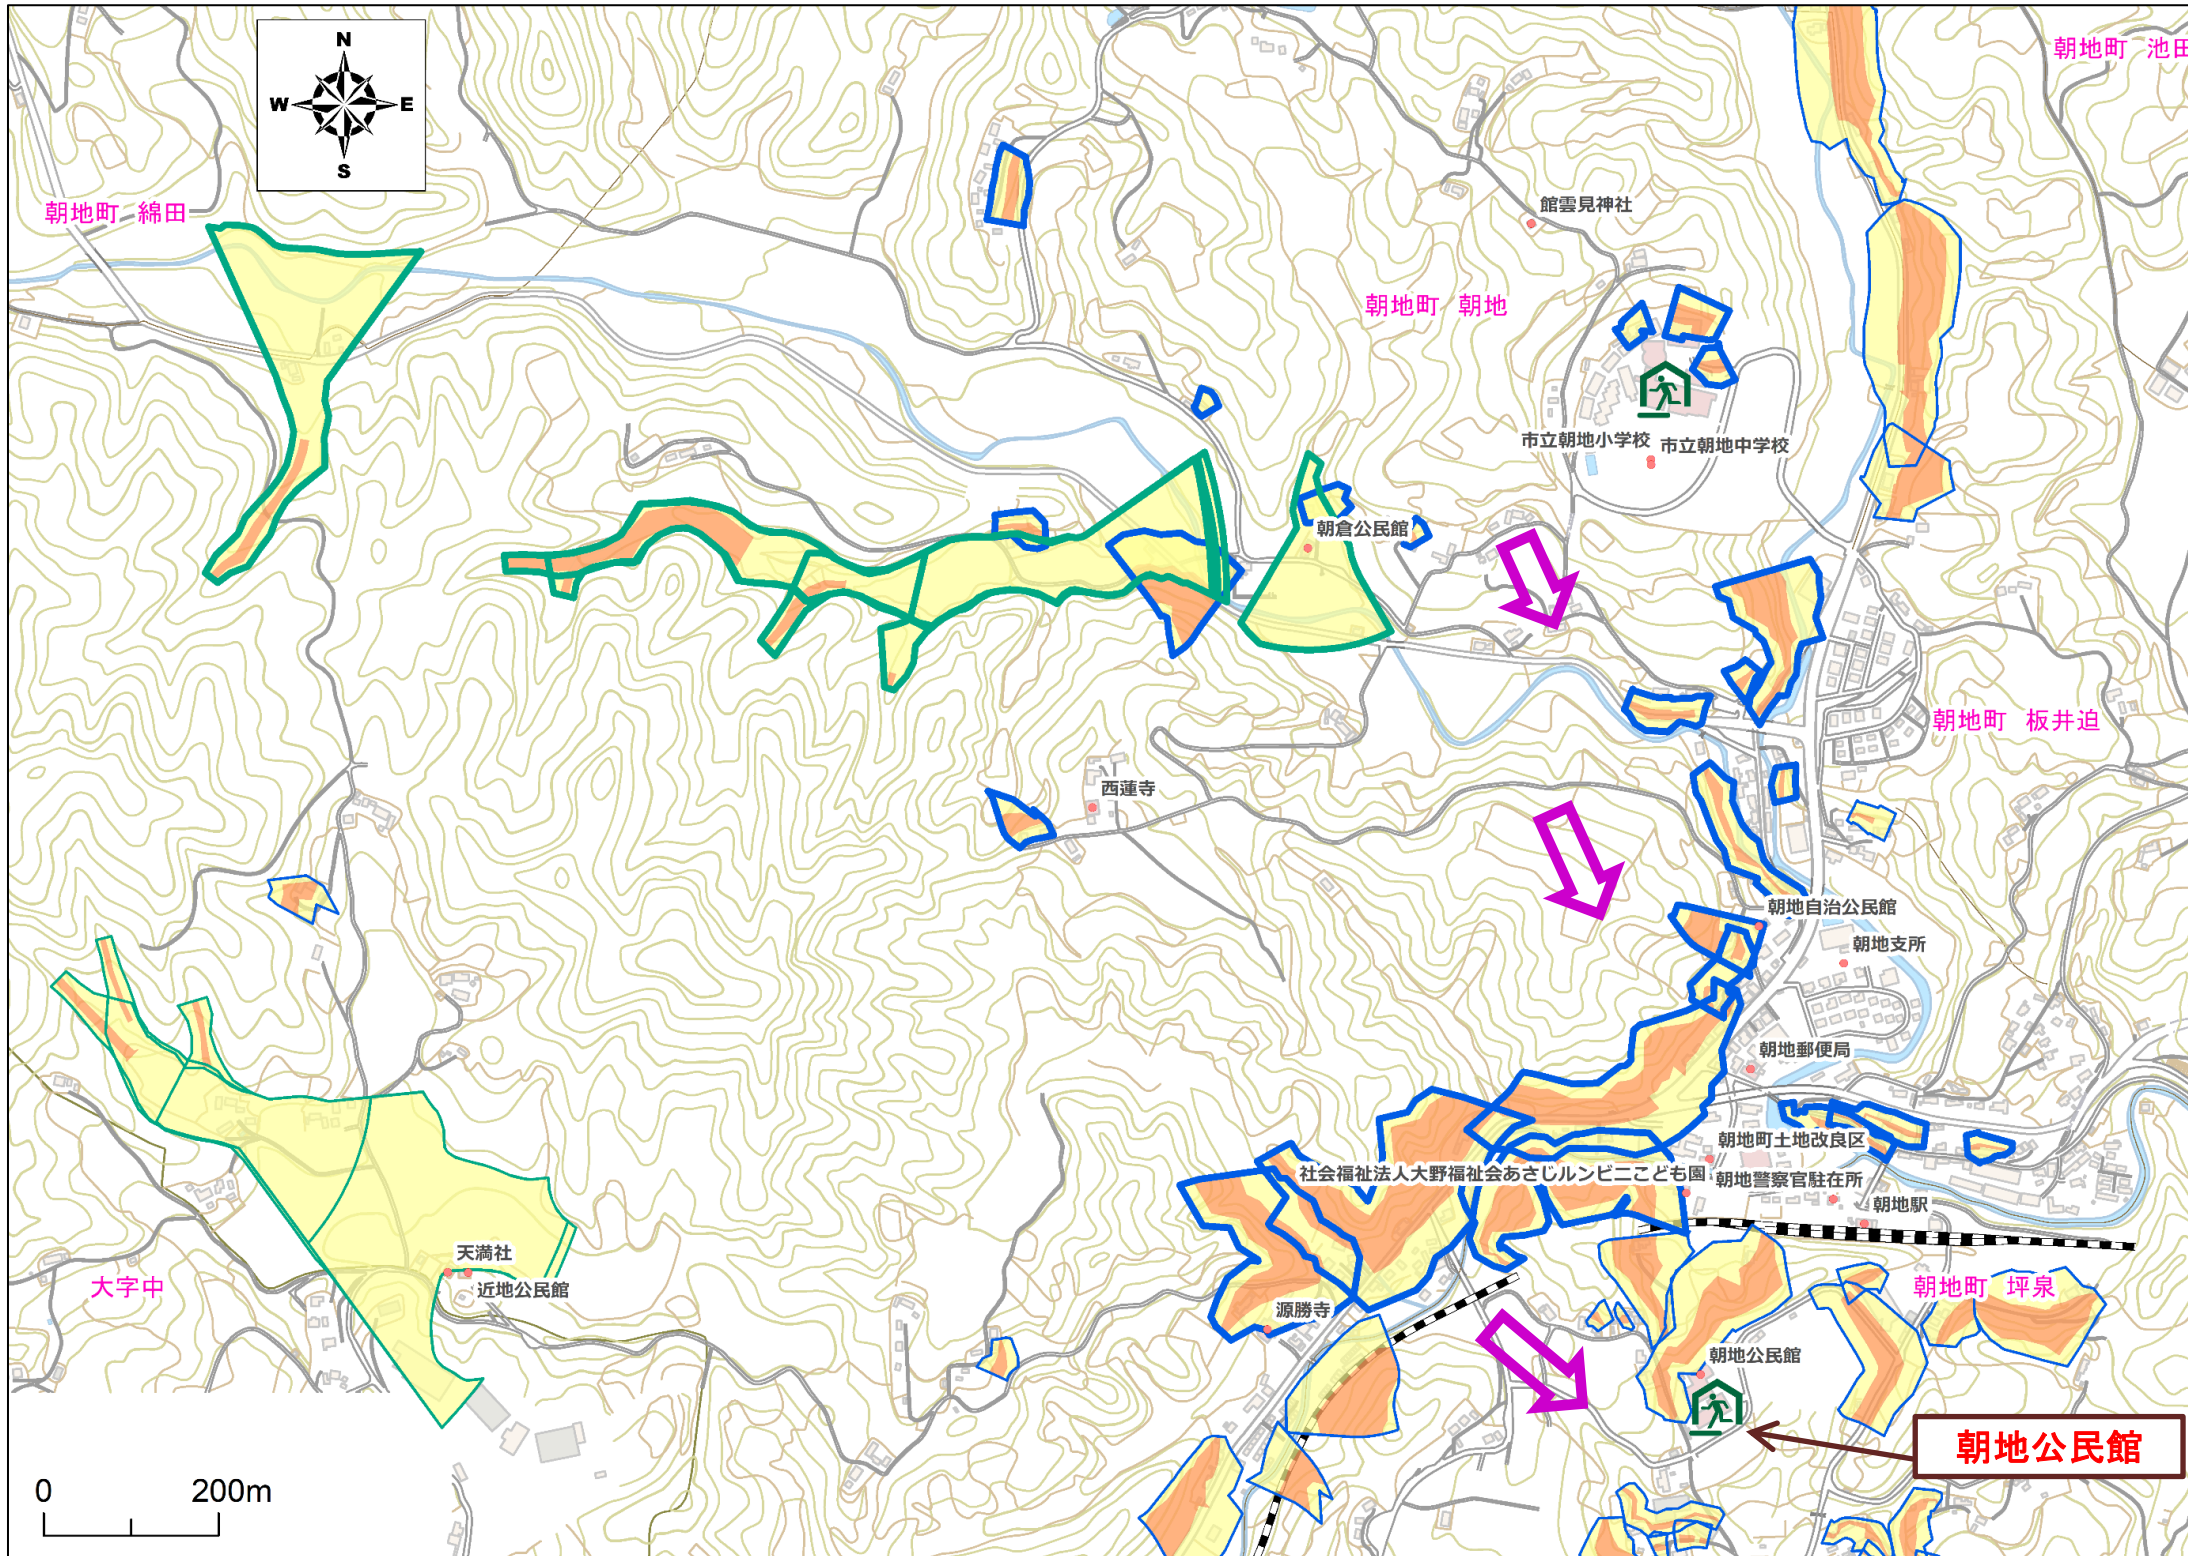 N
W E
S
朝地町 池田
朝地町 綿田
館雲見神社
朝地町 朝地
市立朝地小学校
市立朝地中学校
朝倉公民館
朝地町 板井迫
西蓮寺
朝地自治公民館
朝地支所
朝地郵便局
朝地町土地改良区
社会福祉法人大野福祉会あさじルンビニこども園
朝地警察官駐在所
朝地駅
天満社
近地公民館
大字中
朝地町 坪泉
源勝寺
朝地公民館
朝地公民館
0 200m